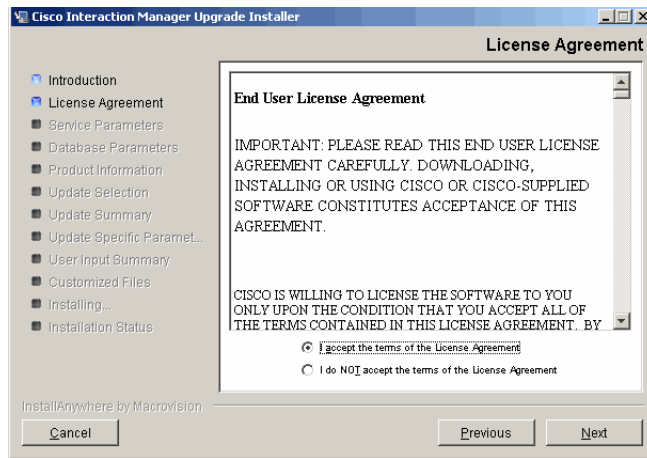 Cisco Interaction Manager Upgrade Installer
License Agreement
Introduction
License Agreement
Service Parameters
Database Parameters
Product Information
Update Selection
Update Summary
Update Specific Paramet...
User Input Summary
Customized Files
Installing...
Installation Status
End User License Agreement
IMPORTANT: PLEASE READ THIS END USER LICENSE
AGREEMENT CAREFULLY. DOWNLOADING,
INSTALLING OR USING CISCO OR CISCO-SUPPLIED
SOFTWARE CONSTITUTES ACCEPTANCE OF THIS
AGREEMENT.
CISCO IS WILLING TO LICENSE THE SOFTWARE TO YOU
ONLY UPON THE CONDITION THAT YOU ACCEPT ALL OF
THE TERMS CONTAINED IN THIS LICENSE AGREEMENT. BY
I accept the terms of the License Agreement
I do NOT accept the terms of the License Agreement
InstallAnywhere by Macrovision
Cancel
Previous
Next